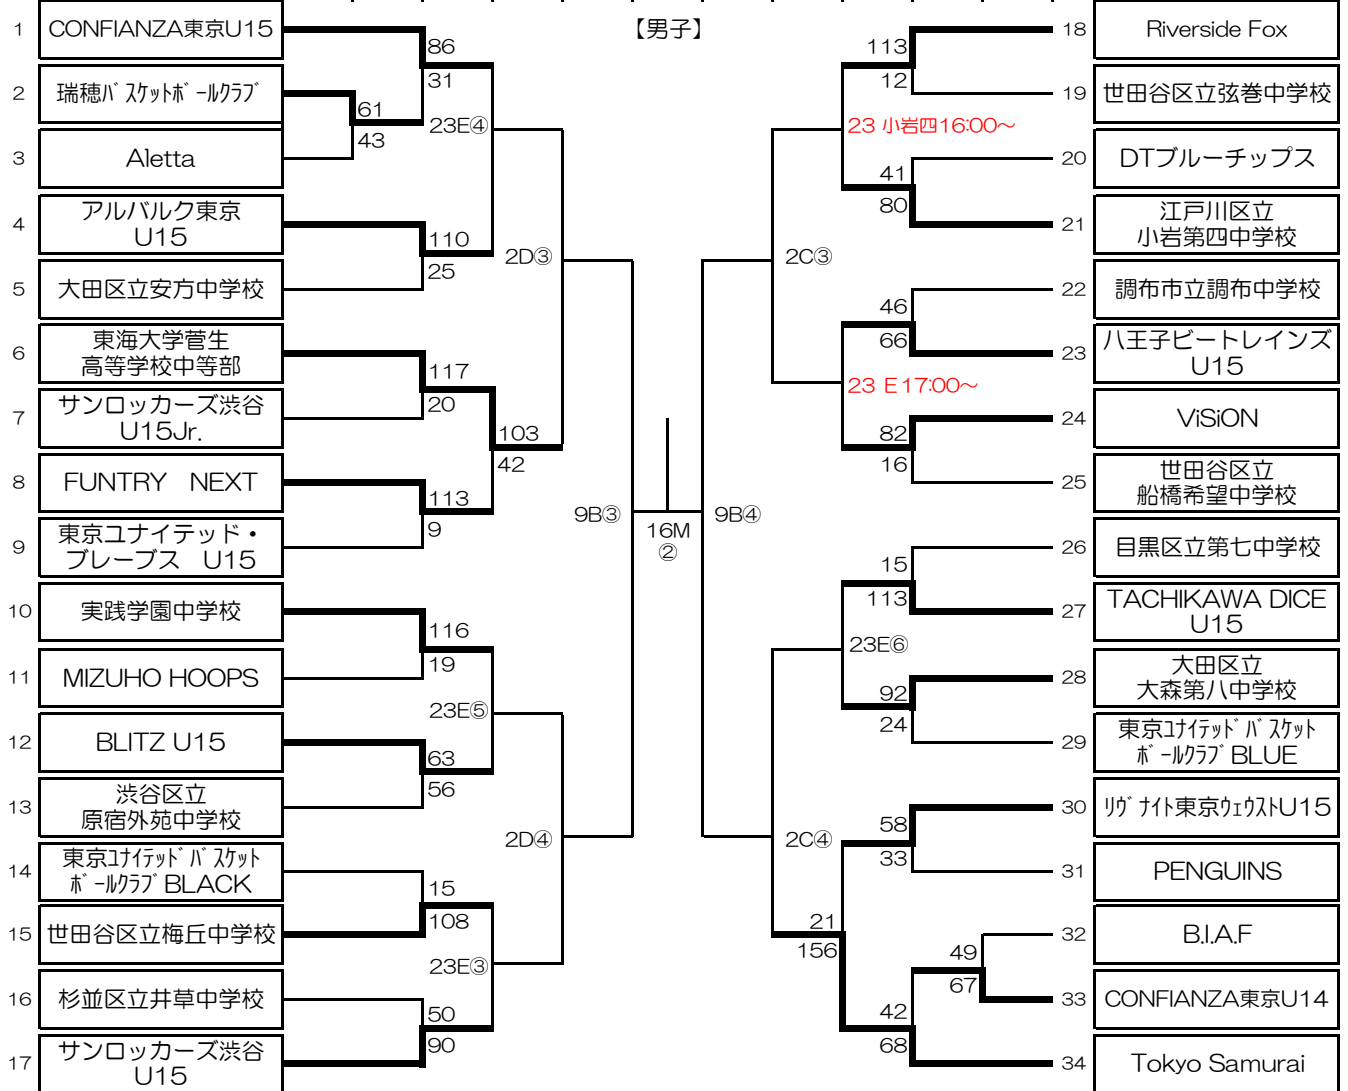 【男子】
1 CONFIANZA東京U15
86
31
2 瑞穂ﾊﾞｽｹｯﾄﾎﾞｰﾙｸﾗﾌﾞ
61
43
23E④
3 Aletta
4 アルバルク東京
U15
110
25
2D③
5 大田区立安方中学校
6 東海大学菅生
高等学校中等部
117
20
7 サンロッカーズ渋谷
U15Jr.
103
42
8 FUNTRY　NEXT
113
9
9 東京ユナイテッド・
ブレーブス　U15
9B③
16M
②
9B④
10 実践学園中学校
116
19
11 MIZUHO HOOPS
23E⑤
12 BLITZ U15
63
56
13 渋谷区立
原宿外苑中学校
2D④
14 東京ﾕﾅｲﾃｯﾄﾞﾊﾞｽｹｯﾄ
ﾎﾞｰﾙｸﾗﾌﾞBLACK
15
108
15 世田谷区立梅丘中学校
23E③
16 杉並区立井草中学校
50
90
17 サンロッカーズ渋谷
U15
18 Riverside Fox
113
12
19 世田谷区立弦巻中学校
23 小岩四16:00～
20 DTブルーチップス
41
80
21 江戸川区立
小岩第四中学校
2C③
22 調布市立調布中学校
46
66
23 八王子ビートレインズ
U15
23 E17:00～
24 ViSiON
82
16
25 世田谷区立
船橋希望中学校
26 目黒区立第七中学校
15
113
27 TACHIKAWA DICE
U15
23E⑥
28 大田区立
大森第八中学校
92
24
29 東京ﾕﾅｲﾃｯﾄﾞﾊﾞｽｹｯﾄ
ﾎﾞｰﾙｸﾗﾌﾞBLUE
2C④
30 ﾘｳﾞﾅｲﾄ東京ｳｪｳｽﾄU15
58
33
31 PENGUINS
21
156
32 B.I.A.F
49
67
33 CONFIANZA東京U14
42
68
34 Tokyo Samurai